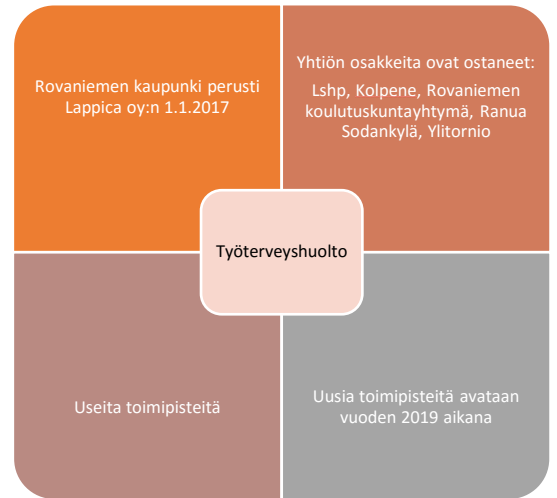 Rovaniemen kaupunki perusti
Lappica oy:n 1.1.2017
Yhtiön osakkeita ovat ostaneet:
Lshp, Kolpene, Rovaniemen
koulutuskuntayhtymä, Ranua
Sodankylä, Ylitornio
Työterveyshuolto
Useita toimipisteitä
Uusia toimipisteitä avataan
vuoden 2019 aikana